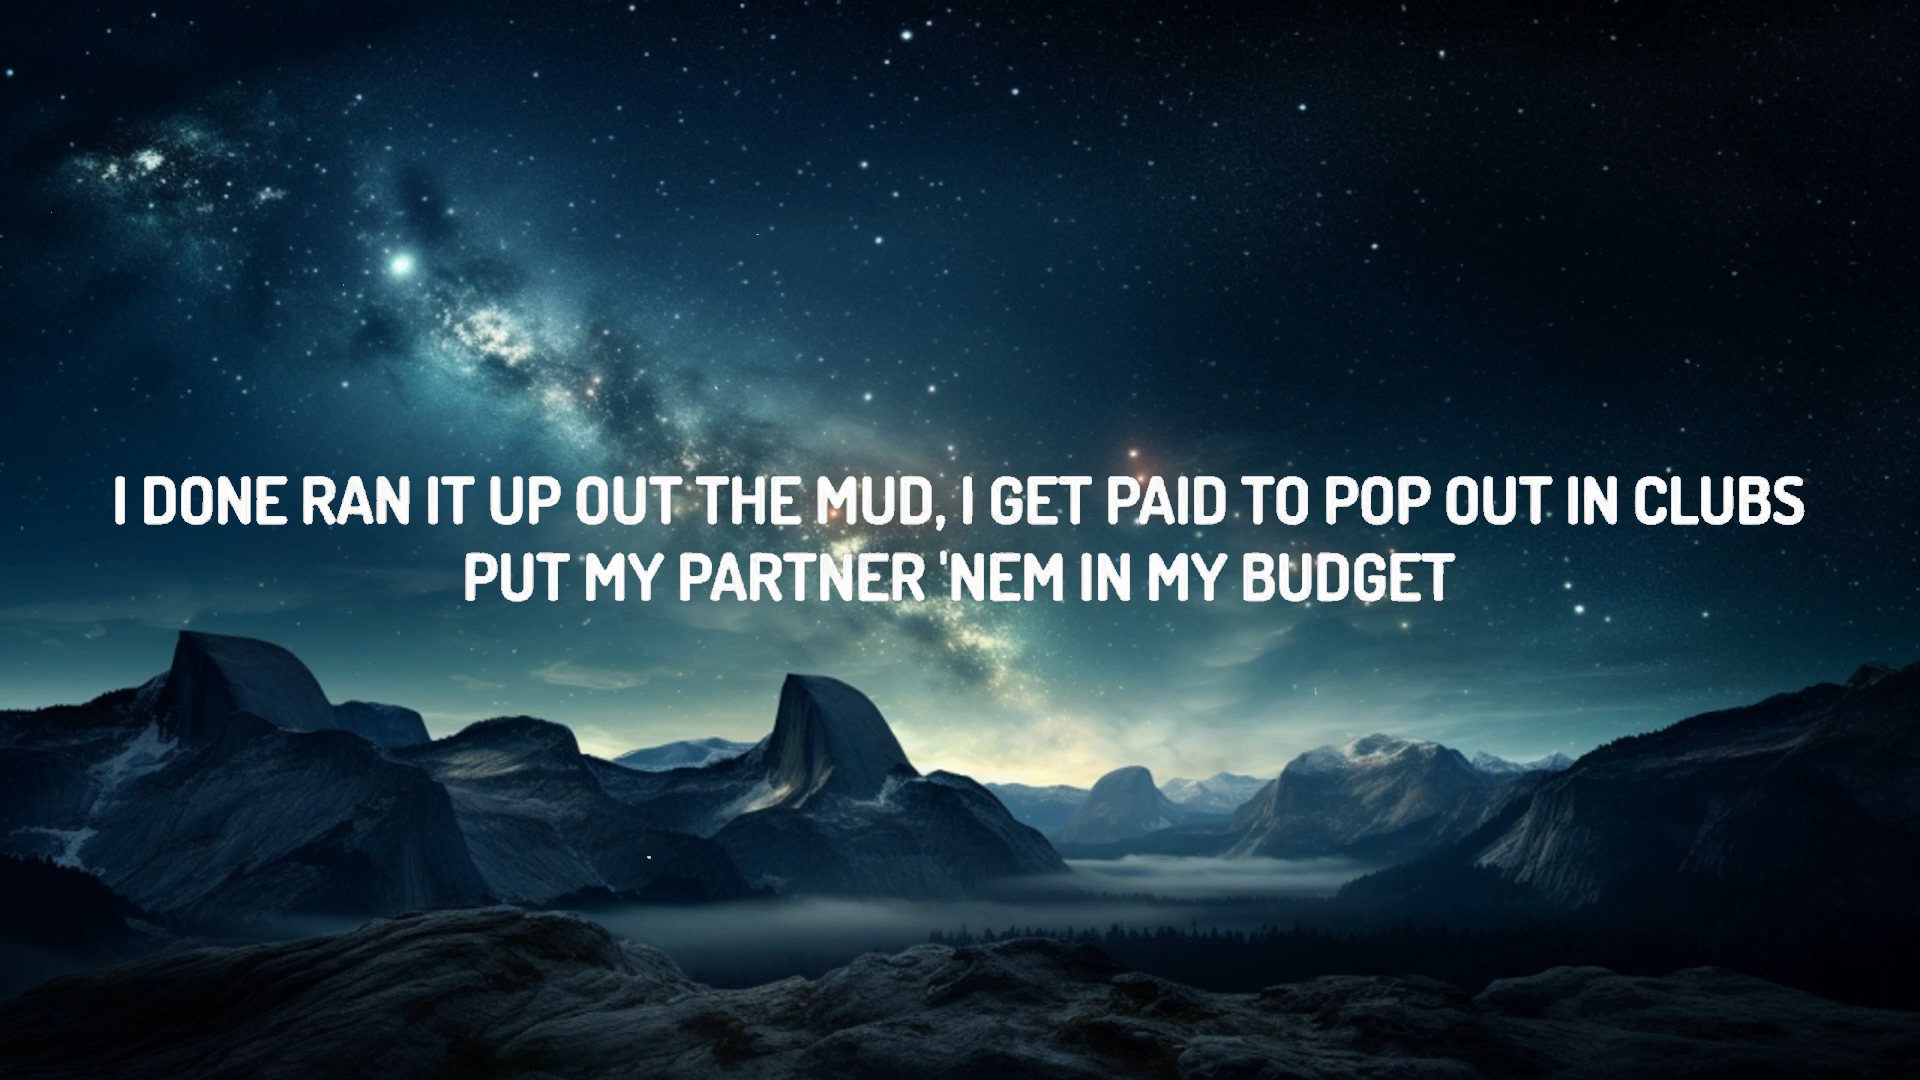 I DONE RAN IT UP OUT THE MUD, I GET PAID TO POP OUT IN CLUBS
PUT MY PARTNER 'NEM IN MY BUDGET